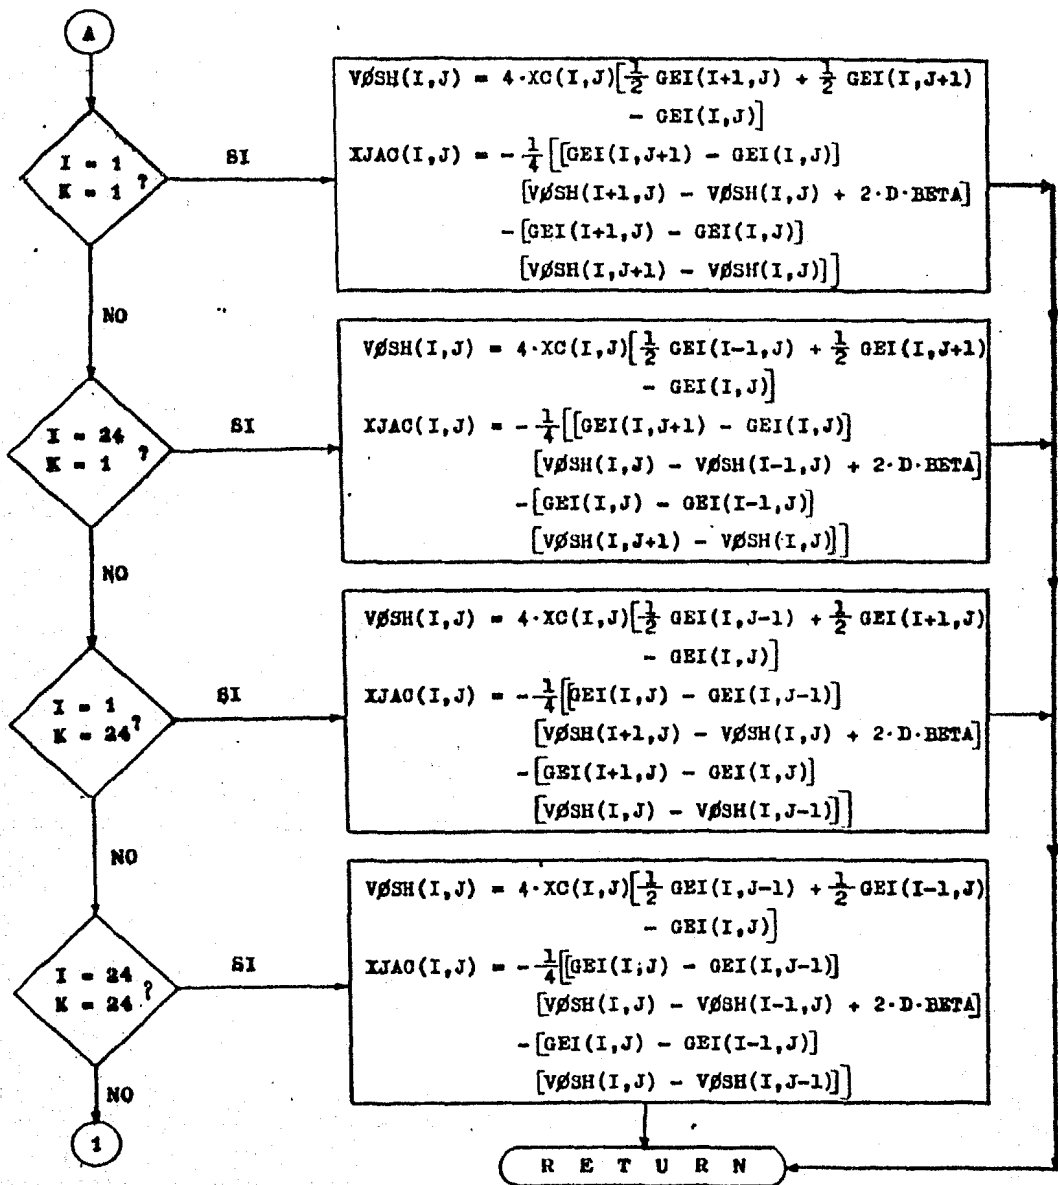 A
I = 1
K = 1 ?
SI
VØSH(I,J) = 4·XC(I,J)[1/2 GEI(I+1,J) + 1/2 GEI(I,J+1)
- GEI(I,J)]
XJAC(I,J) = -1/4[[GEI(I,J+1) - GEI(I,J)]
[VØSH(I+1,J) - VØSH(I,J) + 2·D·BETA]
-[GEI(I+1,J) - GEI(I,J)]
[VØSH(I,J+1) - VØSH(I,J)]]
NO
I = 24
K = 1 ?
SI
VØSH(I,J) = 4·XC(I,J)[1/2 GEI(I-1,J) + 1/2 GEI(I,J+1)
- GEI(I,J)]
XJAC(I,J) = -1/4[[GEI(I,J+1) - GEI(I,J)]
[VØSH(I,J) - VØSH(I-1,J) + 2·D·BETA]
-[GEI(I,J) - GEI(I-1,J)]
[VØSH(I,J+1) - VØSH(I,J)]]
NO
I = 1
K = 24 ?
SI
VØSH(I,J) = 4·XC(I,J)[1/2 GEI(I,J-1) + 1/2 GEI(I+1,J)
- GEI(I,J)]
XJAC(I,J) = -1/4[[GEI(I,J) - GEI(I,J-1)]
[VØSH(I+1,J) - VØSH(I,J) + 2·D·BETA]
-[GEI(I+1,J) - GEI(I,J)]
[VØSH(I,J) - VØSH(I,J-1)]]
NO
I = 24
K = 24 ?
SI
VØSH(I,J) = 4·XC(I,J)[1/2 GEI(I,J-1) + 1/2 GEI(I-1,J)
- GEI(I,J)]
XJAC(I,J) = -1/4[[GEI(I;J) - GEI(I,J-1)]
[VØSH(I,J) - VØSH(I-1,J) + 2·D·BETA]
-[GEI(I,J) - GEI(I-1,J)]
[VØSH(I,J) - VØSH(I,J-1)]]
NO
1
R E T U R N